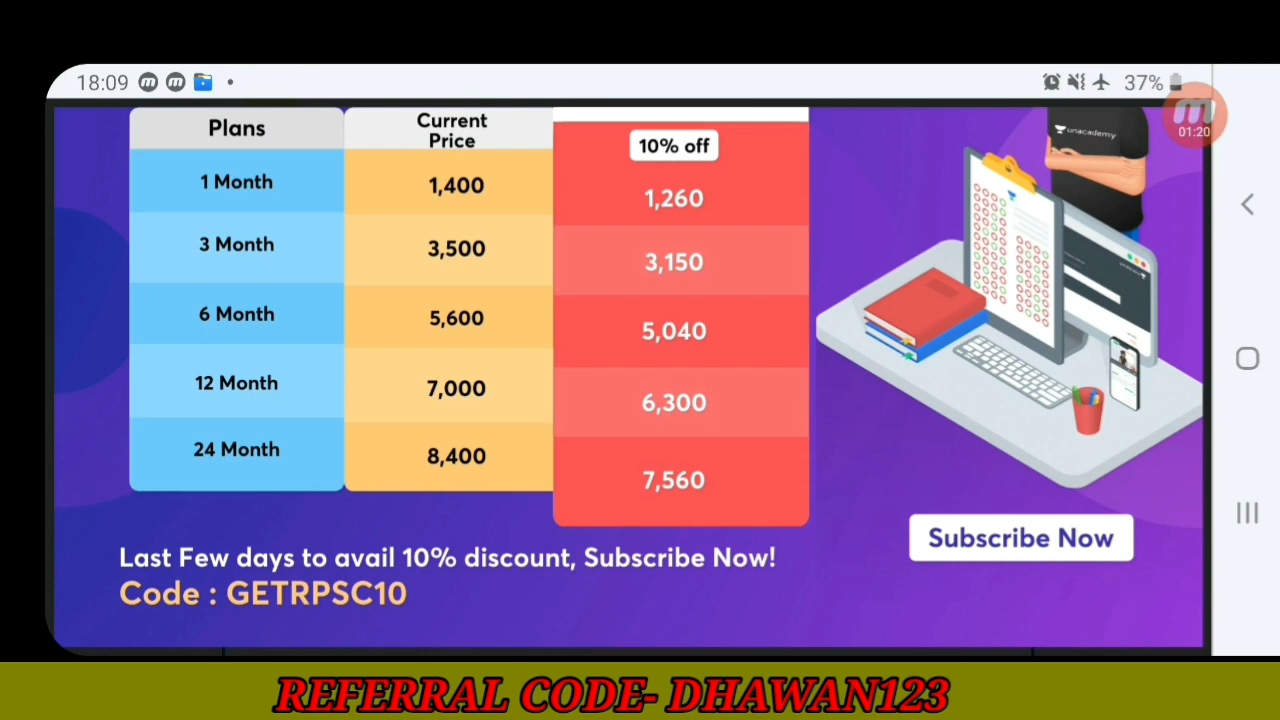 18:09
37%
01:20
Plans
Current
Price
10% off
1 Month
1,400
1,260
3 Month
3,500
3,150
6 Month
5,600
5,040
12 Month
7,000
6,300
24 Month
8,400
7,560
unacademy
Last Few days to avail 10% discount, Subscribe Now!
Code : GETRPSC10
Subscribe Now
REFERRAL CODE- DHAWAN123